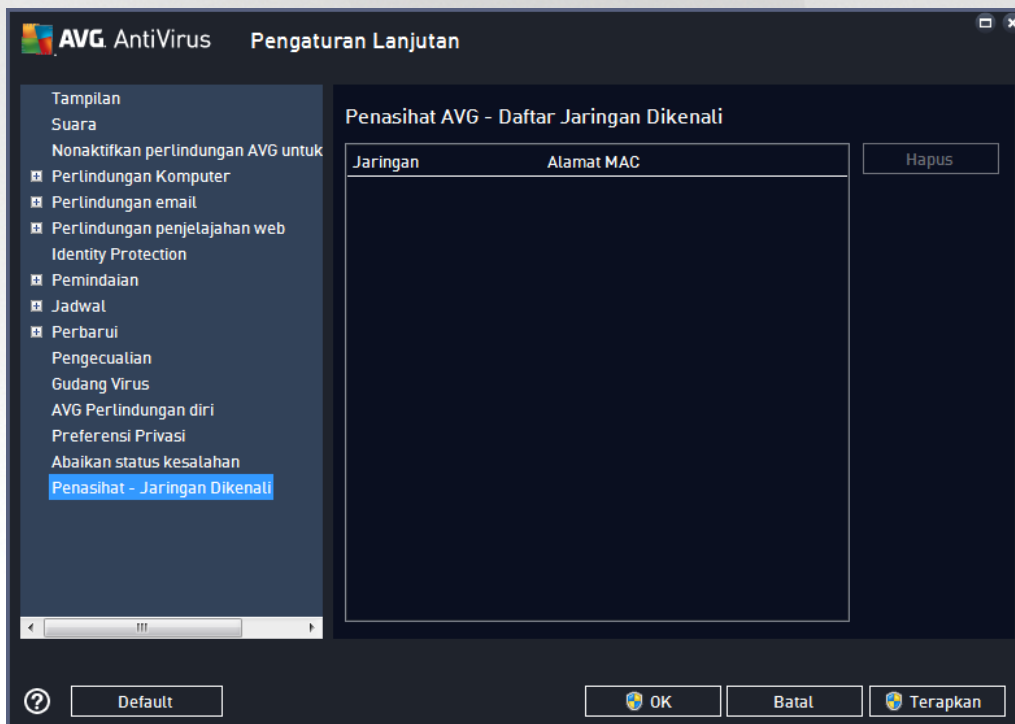 AVG AntiVirus Pengaturan Lanjutan
Tampilan
Suara
Nonaktifkan perlindungan AVG untuk
Perlindungan Komputer
Perlindungan email
Perlindungan penjelajahan web
Identity Protection
Pemindaian
Jadwal
Perbarui
Pengecualian
Gudang Virus
AVG Perlindungan diri
Preferensi Privasi
Abaikan status kesalahan
Penasihat - Jaringan Dikenali
Penasihat AVG - Daftar Jaringan Dikenali
Jaringan Alamat MAC
Hapus
? Default OK Batal Terapkan